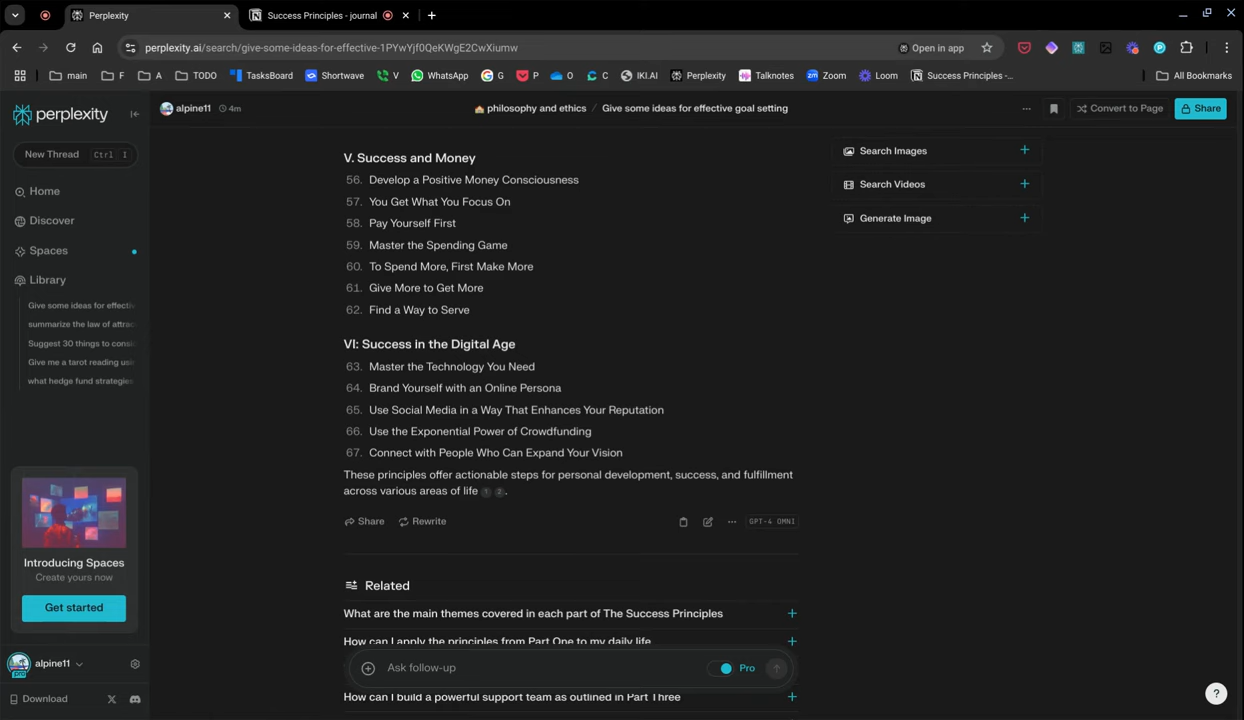 Perplexity
Success Principles - journal
perplexity.ai/search/give-some-ideas-for-effective-1PYwYjf0QeKWgE2CwXiumw
Open in app
main
F
A
TODO
TasksBoard
Shortwave
V
WhatsApp
G
P
O
C
IKI.AI
Perplexity
Talknotes
Zoom
Loom
Success Principles -...
All Bookmarks
perplexity
alpine11
4m
philosophy and ethics / Give some ideas for effective goal setting
Convert to Page
Share
New Thread
Ctrl I
Home
Discover
Spaces
Library
Give some ideas for effectiv
summarize the law of attrac
Suggest 30 things to consi
Give me a tarot reading usi
what hedge fund strategies
Introducing Spaces
Create yours now
Get started
alpine11
pro
Download
V. Success and Money
56. Develop a Positive Money Consciousness
57. You Get What You Focus On
58. Pay Yourself First
59. Master the Spending Game
60. To Spend More, First Make More
61. Give More to Get More
62. Find a Way to Serve
VI: Success in the Digital Age
63. Master the Technology You Need
64. Brand Yourself with an Online Persona
65. Use Social Media in a Way That Enhances Your Reputation
66. Use the Exponential Power of Crowdfunding
67. Connect with People Who Can Expand Your Vision
These principles offer actionable steps for personal development, success, and fulfillment
across various areas of life 1 2.
Share
Rewrite
GPT-4 OMNI
Related
What are the main themes covered in each part of The Success Principles
How can I apply the principles from Part One to my daily life
Ask follow-up
Pro
How can I build a powerful support team as outlined in Part Three
Search Images
Search Videos
Generate Image
?